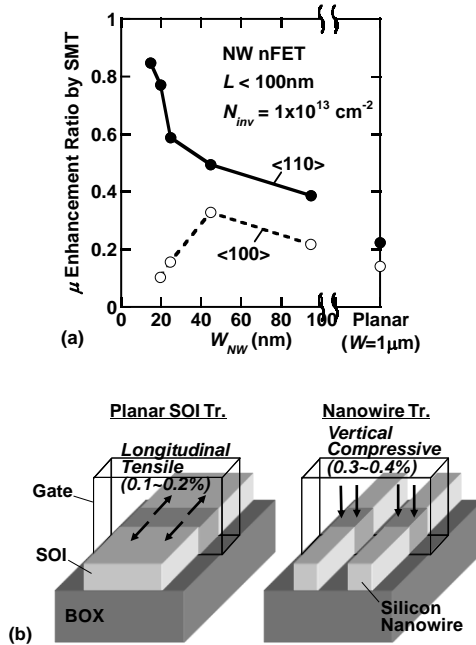 NW nFET
L < 100nm
N_inv = 1x10^13 cm^-2
<110>
<100>
1
0.8
0.6
0.4
0.2
0
μ Enhancement Ratio by SMT
0 20 40 60 80 100 Planar
W_NW (nm) (W=1μm)
(a)
Planar SOI Tr.
Longitudinal
Tensile
(0.1~0.2%)
Gate
SOI
BOX
Nanowire Tr.
Vertical
Compressive
(0.3~0.4%)
Silicon
Nanowire
(b)